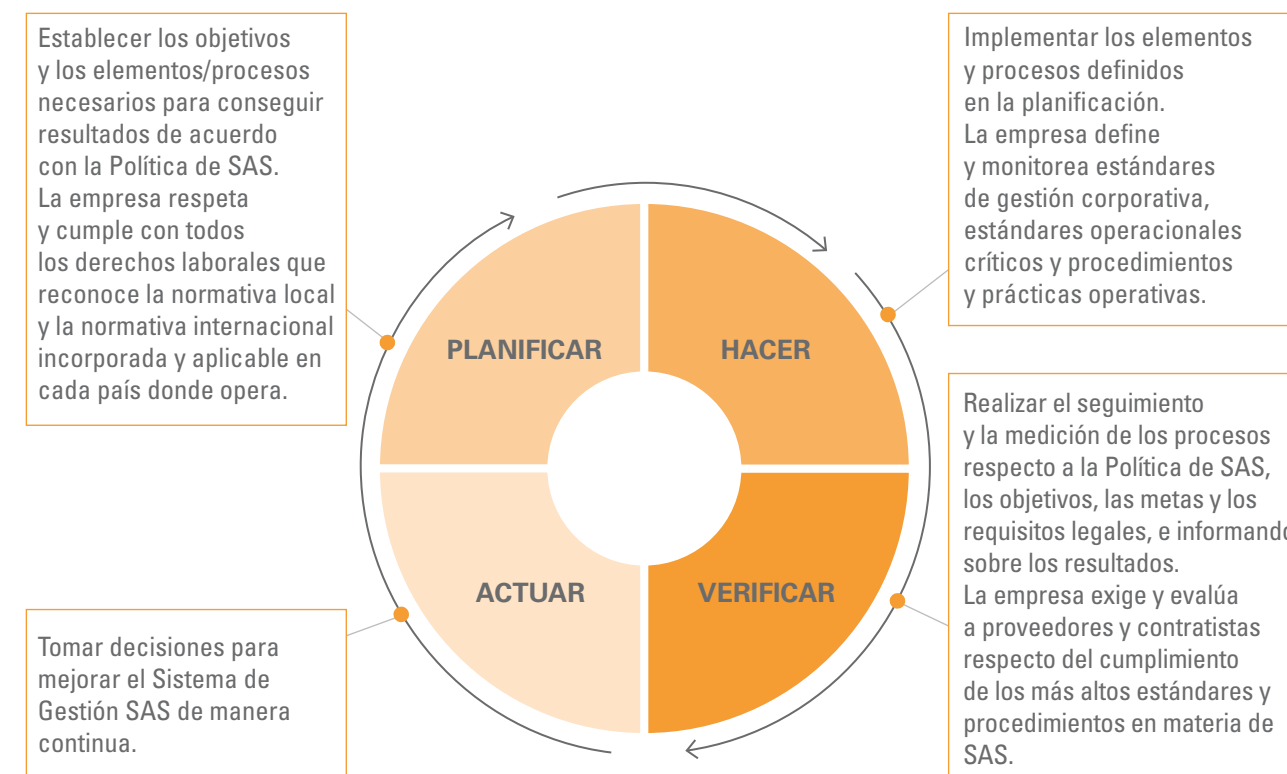 Establecer los objetivos
y los elementos/procesos
necesarios para conseguir
resultados de acuerdo
con la Política de SAS.
La empresa respeta
y cumple con todos
los derechos laborales que
reconoce la normativa local
y la normativa internacional
incorporada y aplicable en
cada país donde opera.
Implementar los elementos
y procesos definidos
en la planificación.
La empresa define
y monitorea estándares
de gestión corporativa,
estándares operacionales
críticos y procedimientos
y prácticas operativas.
PLANIFICAR
HACER
ACTUAR
VERIFICAR
Tomar decisiones para
mejorar el Sistema de
Gestión SAS de manera
continua.
Realizar el seguimiento
y la medición de los procesos
respecto a la Política de SAS,
los objetivos, las metas y los
requisitos legales, e informando
sobre los resultados.
La empresa exige y evalúa
a proveedores y contratistas
respecto del cumplimiento
de los más altos estándares y
procedimientos en materia de
SAS.